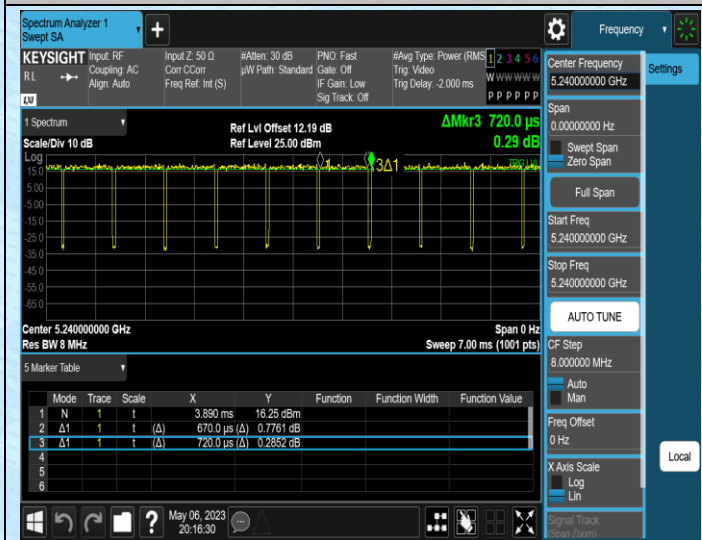 Spectrum Analyzer 1
Swept SA
+
Frequency
KEYSIGHT
RL
LXI
Input: RF
Coupling: AC
Align: Auto
Input Z: 50 Ω
Corr CCorr
Freq Ref: Int (S)
#Atten: 30 dB
µW Path: Standard
PNO: Fast
Gate: Off
IF Gain: Low
Sig Track: Off
#Avg Type: Power (RMS
Trig: Video
Trig Delay: -2.000 ms
1 2 3 4 5 6
W W W W W W
P P P P P P
1 Spectrum
Scale/Div 10 dB
Ref Lvl Offset 12.19 dB
Ref Level 25.00 dBm
ΔMkr3 720.0 µs
0.29 dB
Log
15.0
5.00
-5.00
-15.0
-25.0
-35.0
-45.0
-55.0
-65.0
1
3Δ1
TRIG LVL
Center 5.240000000 GHz
Res BW 8 MHz
Span 0 Hz
Sweep 7.00 ms (1001 pts)
5 Marker Table
Mode Trace Scale X Y Function Function Width Function Value
1 N 1 t 3.890 ms 16.25 dBm
2 Δ1 1 t (Δ) 670.0 µs (Δ) 0.7761 dB
3 Δ1 1 t (Δ) 720.0 µs (Δ) 0.2852 dB
4
5
6
?
May 06, 2023
20:16:30
Center Frequency
5.240000000 GHz
Span
0.00000000 Hz
Swept Span
Zero Span
Full Span
Start Freq
5.240000000 GHz
Stop Freq
5.240000000 GHz
AUTO TUNE
CF Step
8.000000 MHz
Auto
Man
Freq Offset
0 Hz
X Axis Scale
Log
Lin
Signal Track
(Span Zoom)
Settings
Local